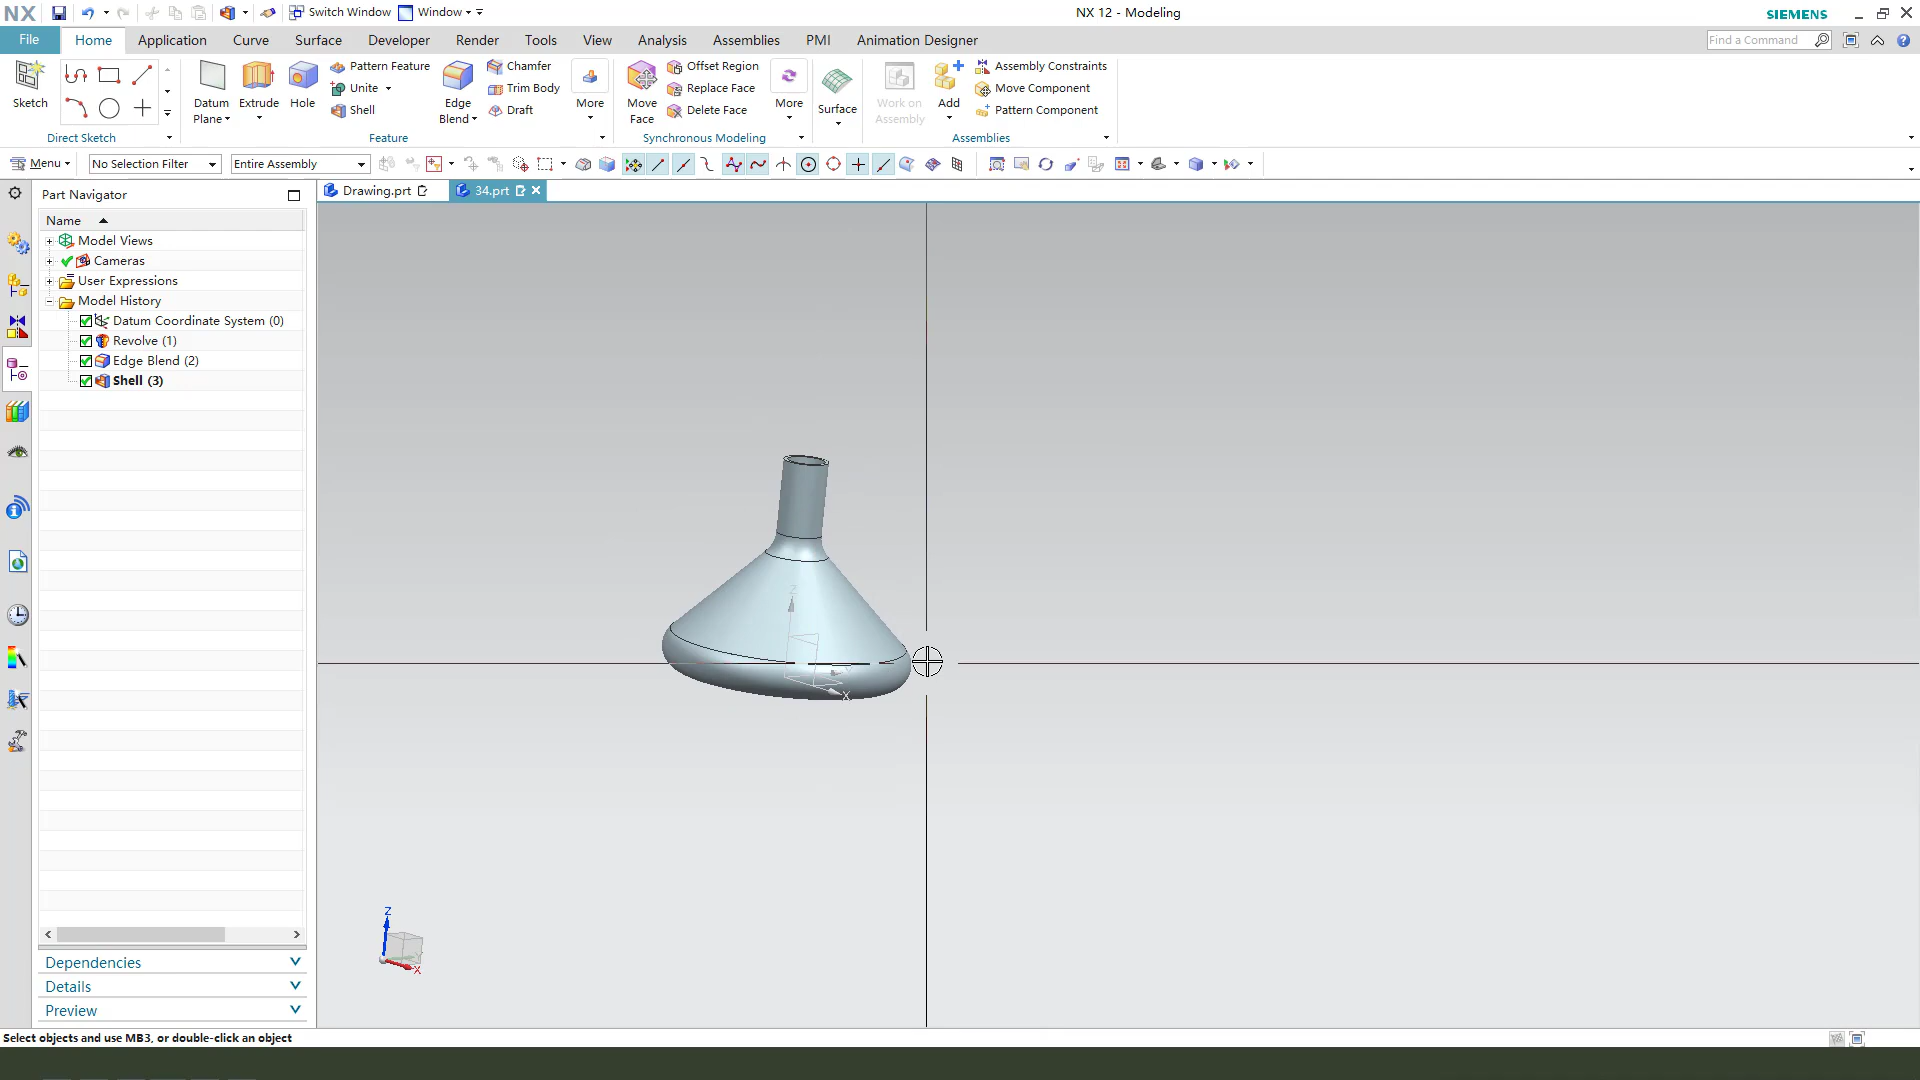 NX
Switch Window
Window
NX 12 - Modeling
SIEMENS
File
Home
Application
Curve
Surface
Developer
Render
Tools
View
Analysis
Assemblies
PMI
Animation Designer
Find a Command
Sketch
Direct Sketch
Datum
Plane
Extrude
Hole
Pattern Feature
Unite
Shell
Edge
Blend
Chamfer
Trim Body
Draft
More
Feature
Move
Face
Offset Region
Replace Face
Delete Face
More
Synchronous Modeling
Surface
Work on
Assembly
Add
Assembly Constraints
Move Component
Pattern Component
Assemblies
Menu
No Selection Filter
Entire Assembly
Part Navigator
Drawing.prt
34.prt
Name
Model Views
Cameras
User Expressions
Model History
Datum Coordinate System (0)
Revolve (1)
Edge Blend (2)
Shell (3)
Z
X
Z
X
Dependencies
Details
Preview
Select objects and use MB3, or double-click an object